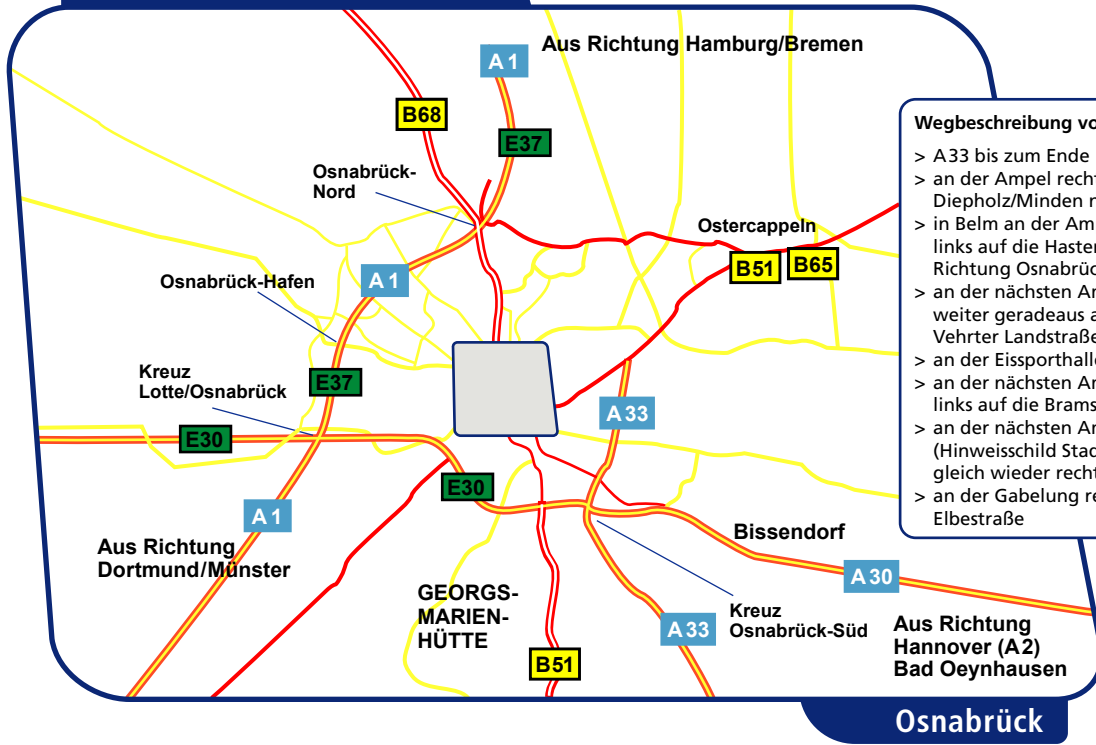 Aus Richtung Hamburg/Bremen
A 1
B68
E37
Osnabrück-
Nord
Ostercappeln
B51
B65
Osnabrück-Hafen
A 1
Kreuz
Lotte/Osnabrück
E37
A 33
E30
E30
A 1
Aus Richtung
Dortmund/Münster
Bissendorf
A 30
GEORGS-
MARIEN-
HÜTTE
Kreuz
Osnabrück-Süd
A 33
B51
Aus Richtung
Hannover (A2)
Bad Oeynhausen
Wegbeschreibung vo
> A33 bis zum Ende
> an der Ampel recht
Diepholz/Minden n
> in Belm an der Am
links auf die Haster
Richtung Osnabrüc
> an der nächsten Am
weiter geradeaus a
Vehrter Landstraße
> an der Eissporthalle
> an der nächsten Am
links auf die Brams
> an der nächsten Am
(Hinweisschild Stad
gleich wieder recht
> an der Gabelung re
Elbestraße
Osnabrück